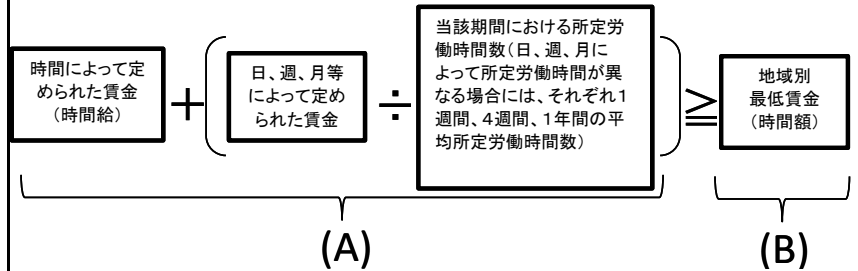 時間によって定
められた賃金
(時間給)
+
日、週、月等
によって定め
られた賃金
÷
当該期間における所定労
働時間数(日、週、月に
よって所定労働時間が異
なる場合には、それぞれ1
週間、4週間、1年間の平
均所定労働時間数)
≧
地域別
最低賃金
(時間額)
(A)
(B)